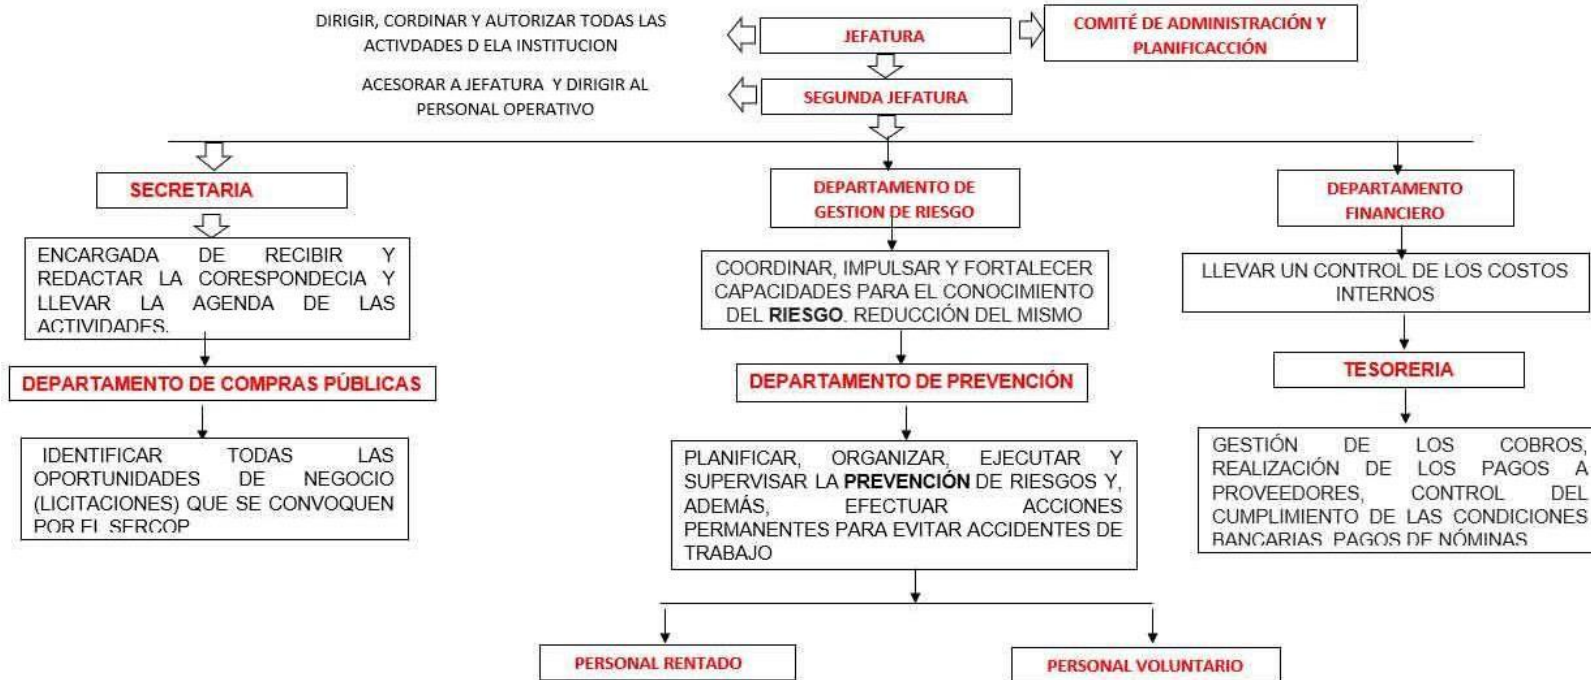 DIRIGIR, CORDINAR Y AUTORIZAR TODAS LAS
ACTIVDADES D ELA INSTITUCION
JEFATURA
COMITÉ DE ADMINISTRACIÓN Y
PLANIFICACCIÓN
ACESORAR A JEFATURA Y DIRIGIR AL
PERSONAL OPERATIVO
SEGUNDA JEFATURA
SECRETARIA
ENCARGADA DE RECIBIR Y
REDACTAR LA CORESPONDECIA Y
LLEVAR LA AGENDA DE LAS
ACTIVIDADES.
DEPARTAMENTO DE COMPRAS PÚBLICAS
IDENTIFICAR TODAS LAS
OPORTUNIDADES DE NEGOCIO
(LICITACIONES) QUE SE CONVOQUEN
POR EL SERCOP
DEPARTAMENTO DE
GESTION DE RIESGO
COORDINAR, IMPULSAR Y FORTALECER
CAPACIDADES PARA EL CONOCIMIENTO
DEL RIESGO. REDUCCIÓN DEL MISMO
DEPARTAMENTO DE PREVENCIÓN
PLANIFICAR, ORGANIZAR, EJECUTAR Y
SUPERVISAR LA PREVENCIÓN DE RIESGOS Y,
ADEMÁS, EFECTUAR ACCIONES
PERMANENTES PARA EVITAR ACCIDENTES DE
TRABAJO
PERSONAL RENTADO
PERSONAL VOLUNTARIO
DEPARTAMENTO
FINANCIERO
LLEVAR UN CONTROL DE LOS COSTOS
INTERNOS
TESORERIA
GESTIÓN DE LOS COBROS,
REALIZACIÓN DE LOS PAGOS A
PROVEEDORES, CONTROL DEL
CUMPLIMIENTO DE LAS CONDICIONES
BANCARIAS PAGOS DE NÓMINAS